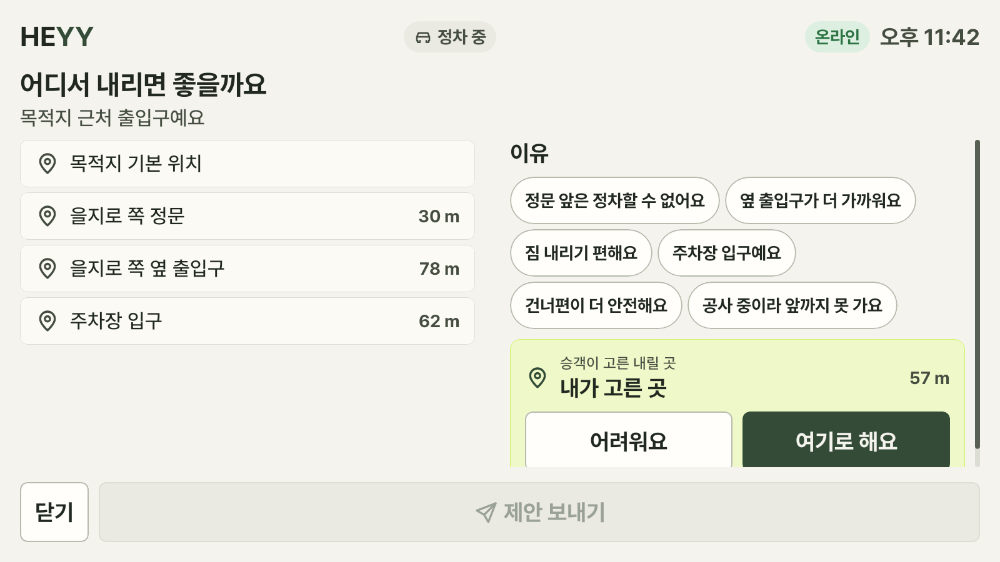 HEYY
정차 중
온라인
오후 11:42
어디서 내리면 좋을까요
목적지 근처 출입구예요
목적지 기본 위치
을지로 쪽 정문 30 m
을지로 쪽 옆 출입구 78 m
주차장 입구 62 m
이유
정문 앞은 정차할 수 없어요
옆 출입구가 더 가까워요
짐 내리기 편해요
주차장 입구예요
건너편이 더 안전해요
공사 중이라 앞까지 못 가요
승객이 고른 내릴 곳
내가 고른 곳
57 m
어려워요
여기로 해요
닫기
제안 보내기